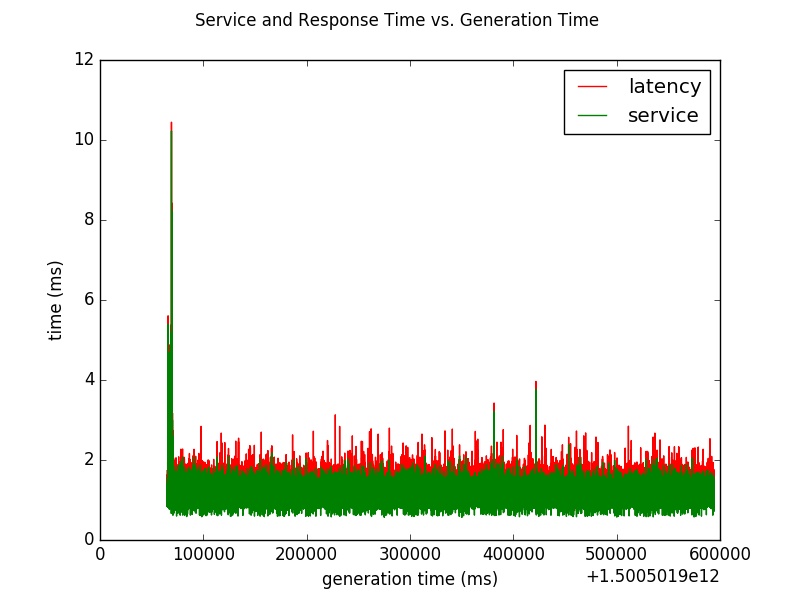 Service and Response Time vs. Generation Time
12
10
8
6
4
2
0
time (ms)
latency
service
0 100000 200000 300000 400000 500000 600000
generation time (ms)
+1.5005019e12